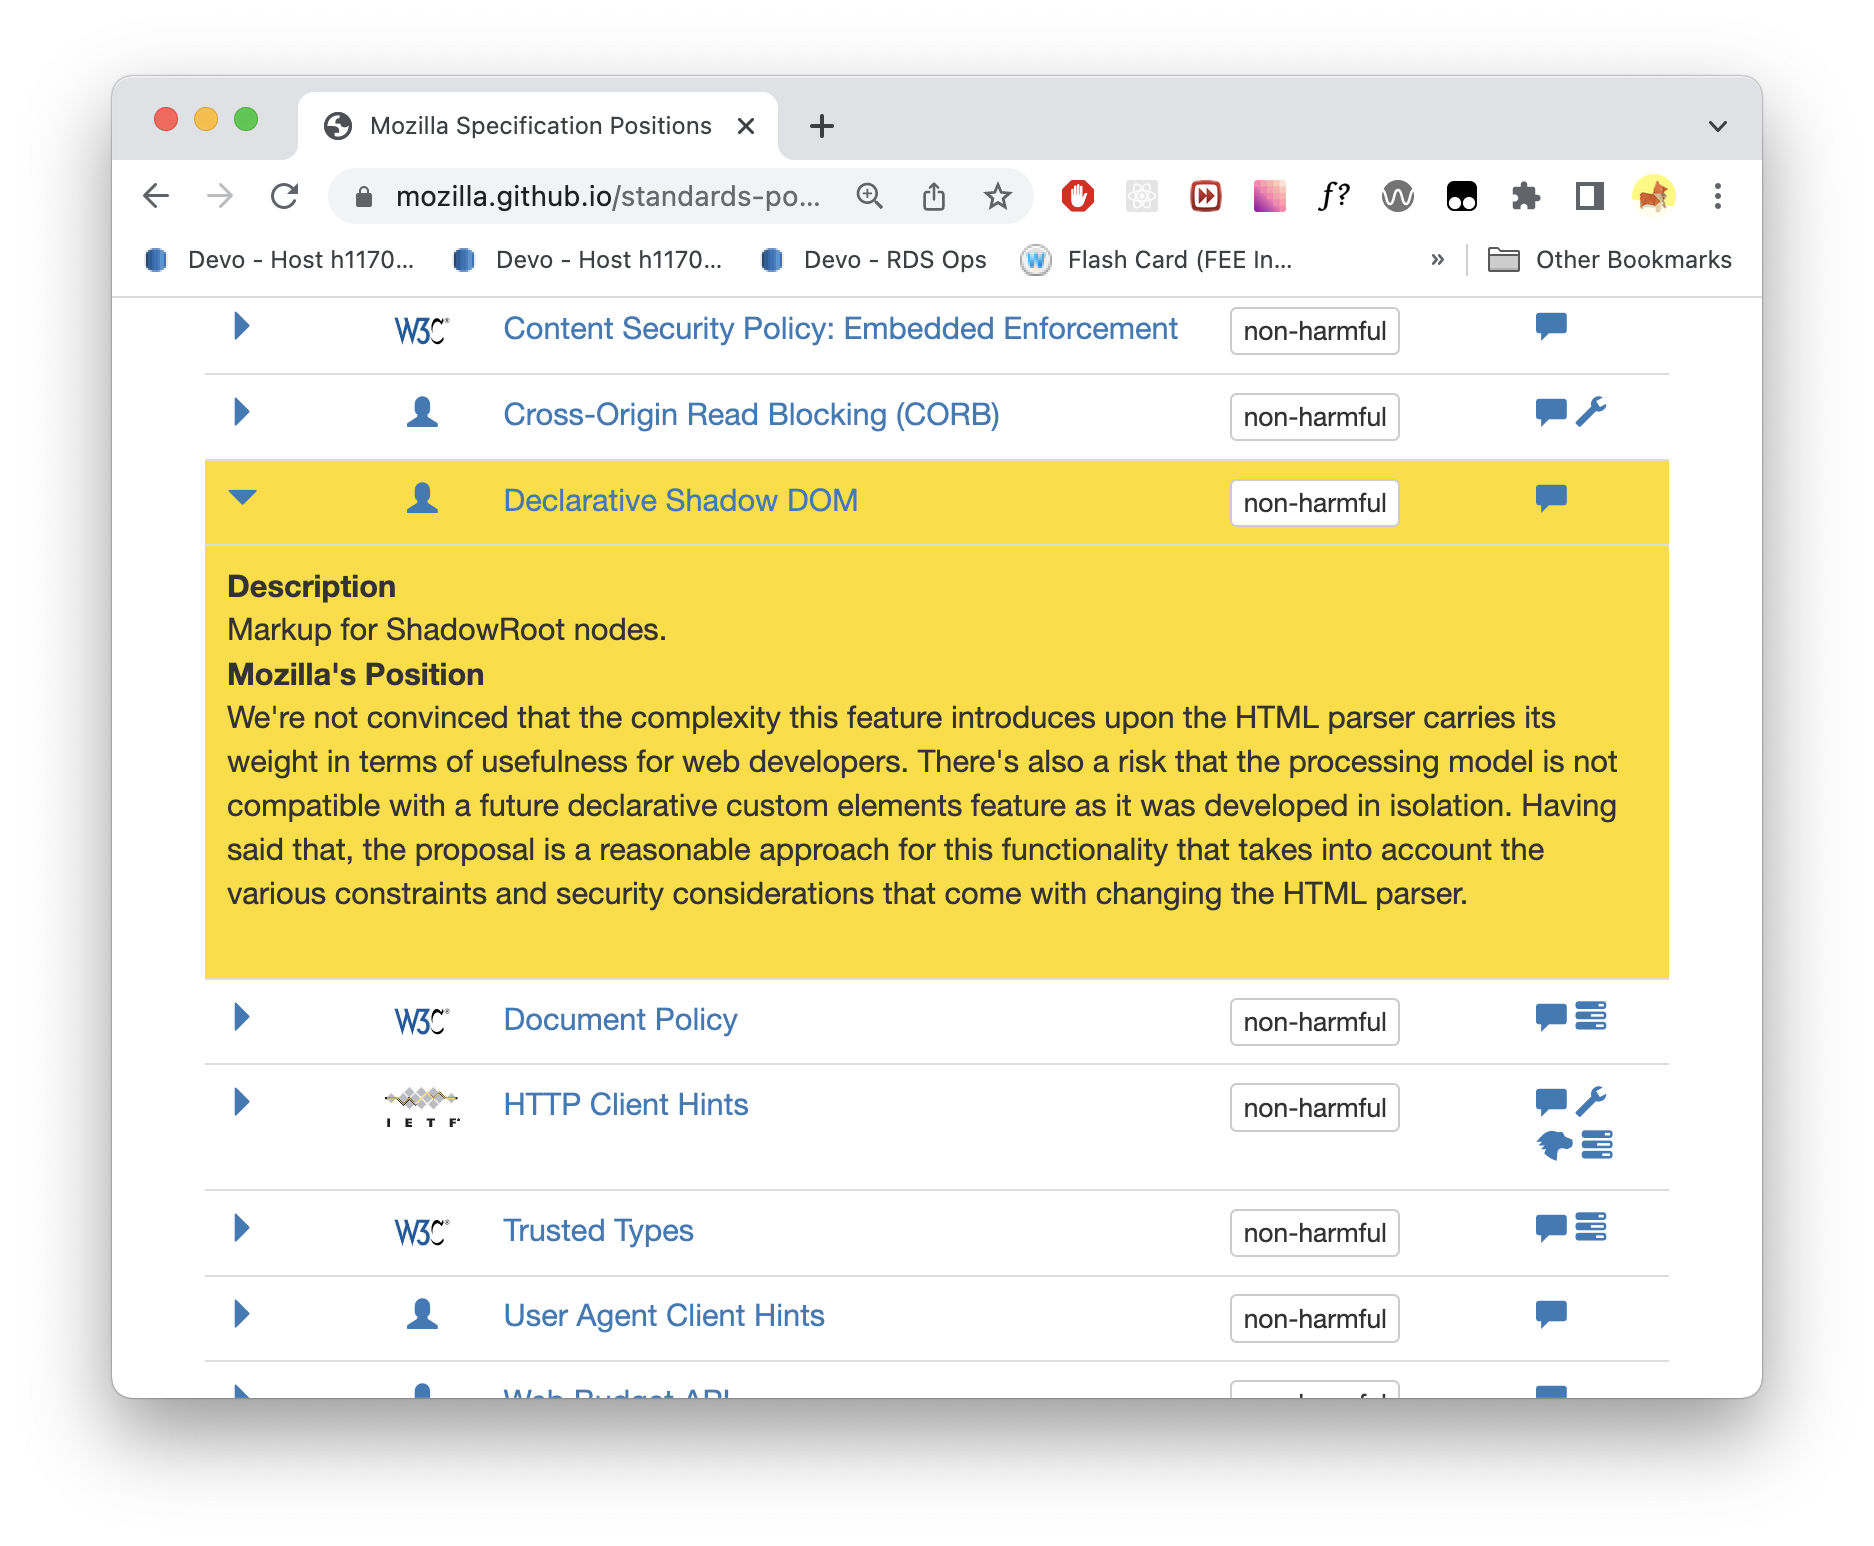 Mozilla Specification Positions
mozilla.github.io/standards-po...
f?
Devo - Host h1170...
Devo - Host h1170...
Devo - RDS Ops
W
Flash Card (FEE In...
»
Other Bookmarks
W3C® Content Security Policy: Embedded Enforcement non-harmful
Cross-Origin Read Blocking (CORB) non-harmful
Declarative Shadow DOM non-harmful
Description
Markup for ShadowRoot nodes.
Mozilla's Position
We're not convinced that the complexity this feature introduces upon the HTML parser carries its
weight in terms of usefulness for web developers. There's also a risk that the processing model is not
compatible with a future declarative custom elements feature as it was developed in isolation. Having
said that, the proposal is a reasonable approach for this functionality that takes into account the
various constraints and security considerations that come with changing the HTML parser.
W3C® Document Policy non-harmful
IETF HTTP Client Hints non-harmful
W3C® Trusted Types non-harmful
User Agent Client Hints non-harmful
Web Budget API non-harmful